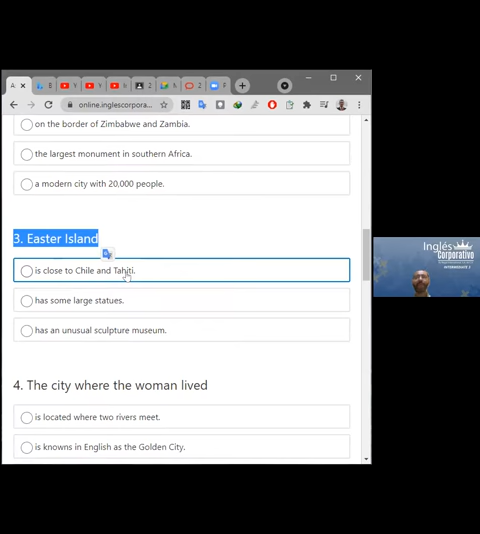 online.inglescorpora...
on the border of Zimbabwe and Zambia.
the largest monument in southern Africa.
a modern city with 20.000 people.
3. Easter Island
is close to Chile and Tahiti.
has some large statues.
has an unusual sculpture museum.
4. The city where the woman lived
is located where two rivers meet.
is knowns in English as the Golden City.
Inglés
Corporativo
INTERMEDIATE 2